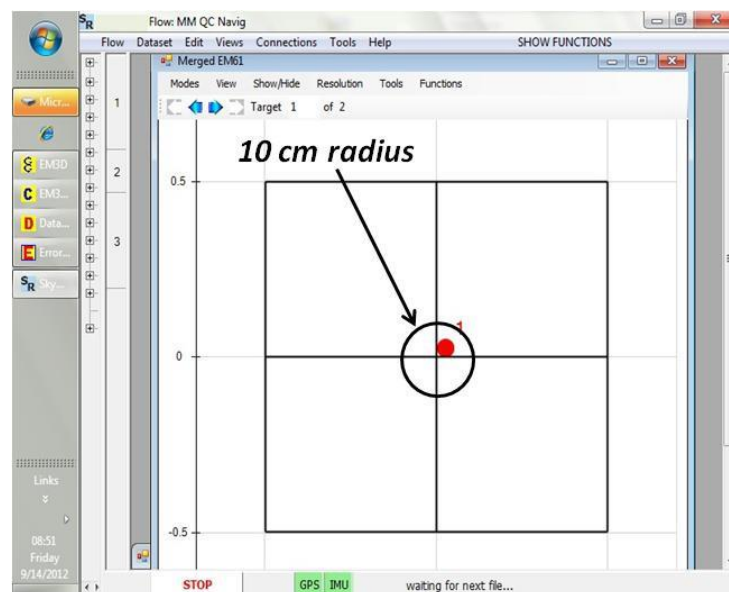 SR Flow: MM QC Navig
Flow Dataset Edit Views Connections Tools Help SHOW FUNCTIONS
Merged EM61
Modes View Show/Hide Resolution Tools Functions
Target 1 of 2
Micr...
EM3D
C EM3...
D Data...
E Error...
SR Sky...
1
2
3
10 cm radius
0.5
1
0
-0.5
Links
08:51
Friday
9/14/2012
STOP GPS IMU waiting for next file...